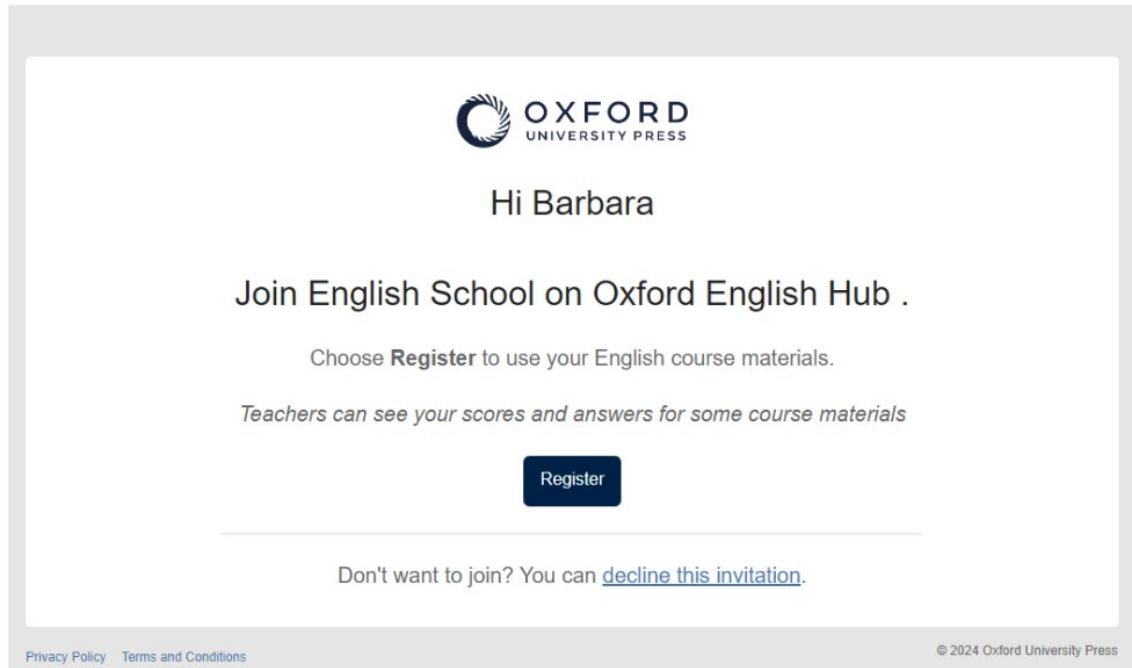 OXFORD
UNIVERSITY PRESS
Hi Barbara
Join English School on Oxford English Hub .
Choose Register to use your English course materials.
Teachers can see your scores and answers for some course materials
Register
Don't want to join? You can decline this invitation.
Privacy Policy Terms and Conditions
© 2024 Oxford University Press